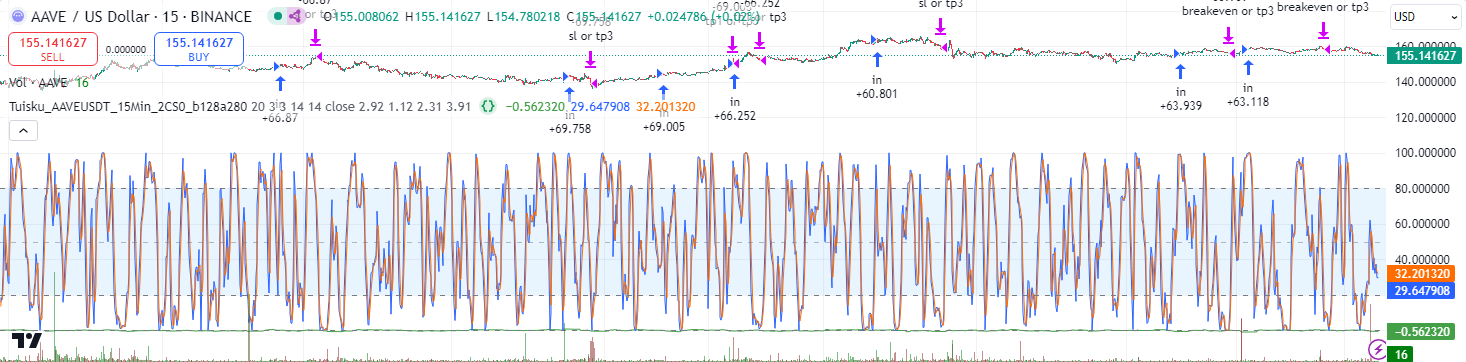 AAVE / US Dollar · 15 · BINANCE
O155.008062 H155.141627 L154.780218 C155.141627 +0.024786 (+0.02%)
USD
155.141627
SELL
0.000000
155.141627
BUY
Vol · AAVE 16
Tuisku_AAVEUSDT_15Min_2CS0_b128a280 20 3 3 14 14 close 2.92 1.12 2.31 3.91 −0.562320 29.647908 32.201320
+66.252
sl or tp3
sl or tp3
breakeven or tp3
breakeven or tp3
in
+66.87
in
+69.758
in
+69.005
in
+66.252
in
+60.801
in
+63.939
in
+63.118
160.000000
155.141627
140.000000
120.000000
100.000000
80.000000
60.000000
40.000000
32.201320
29.647908
−0.562320
16